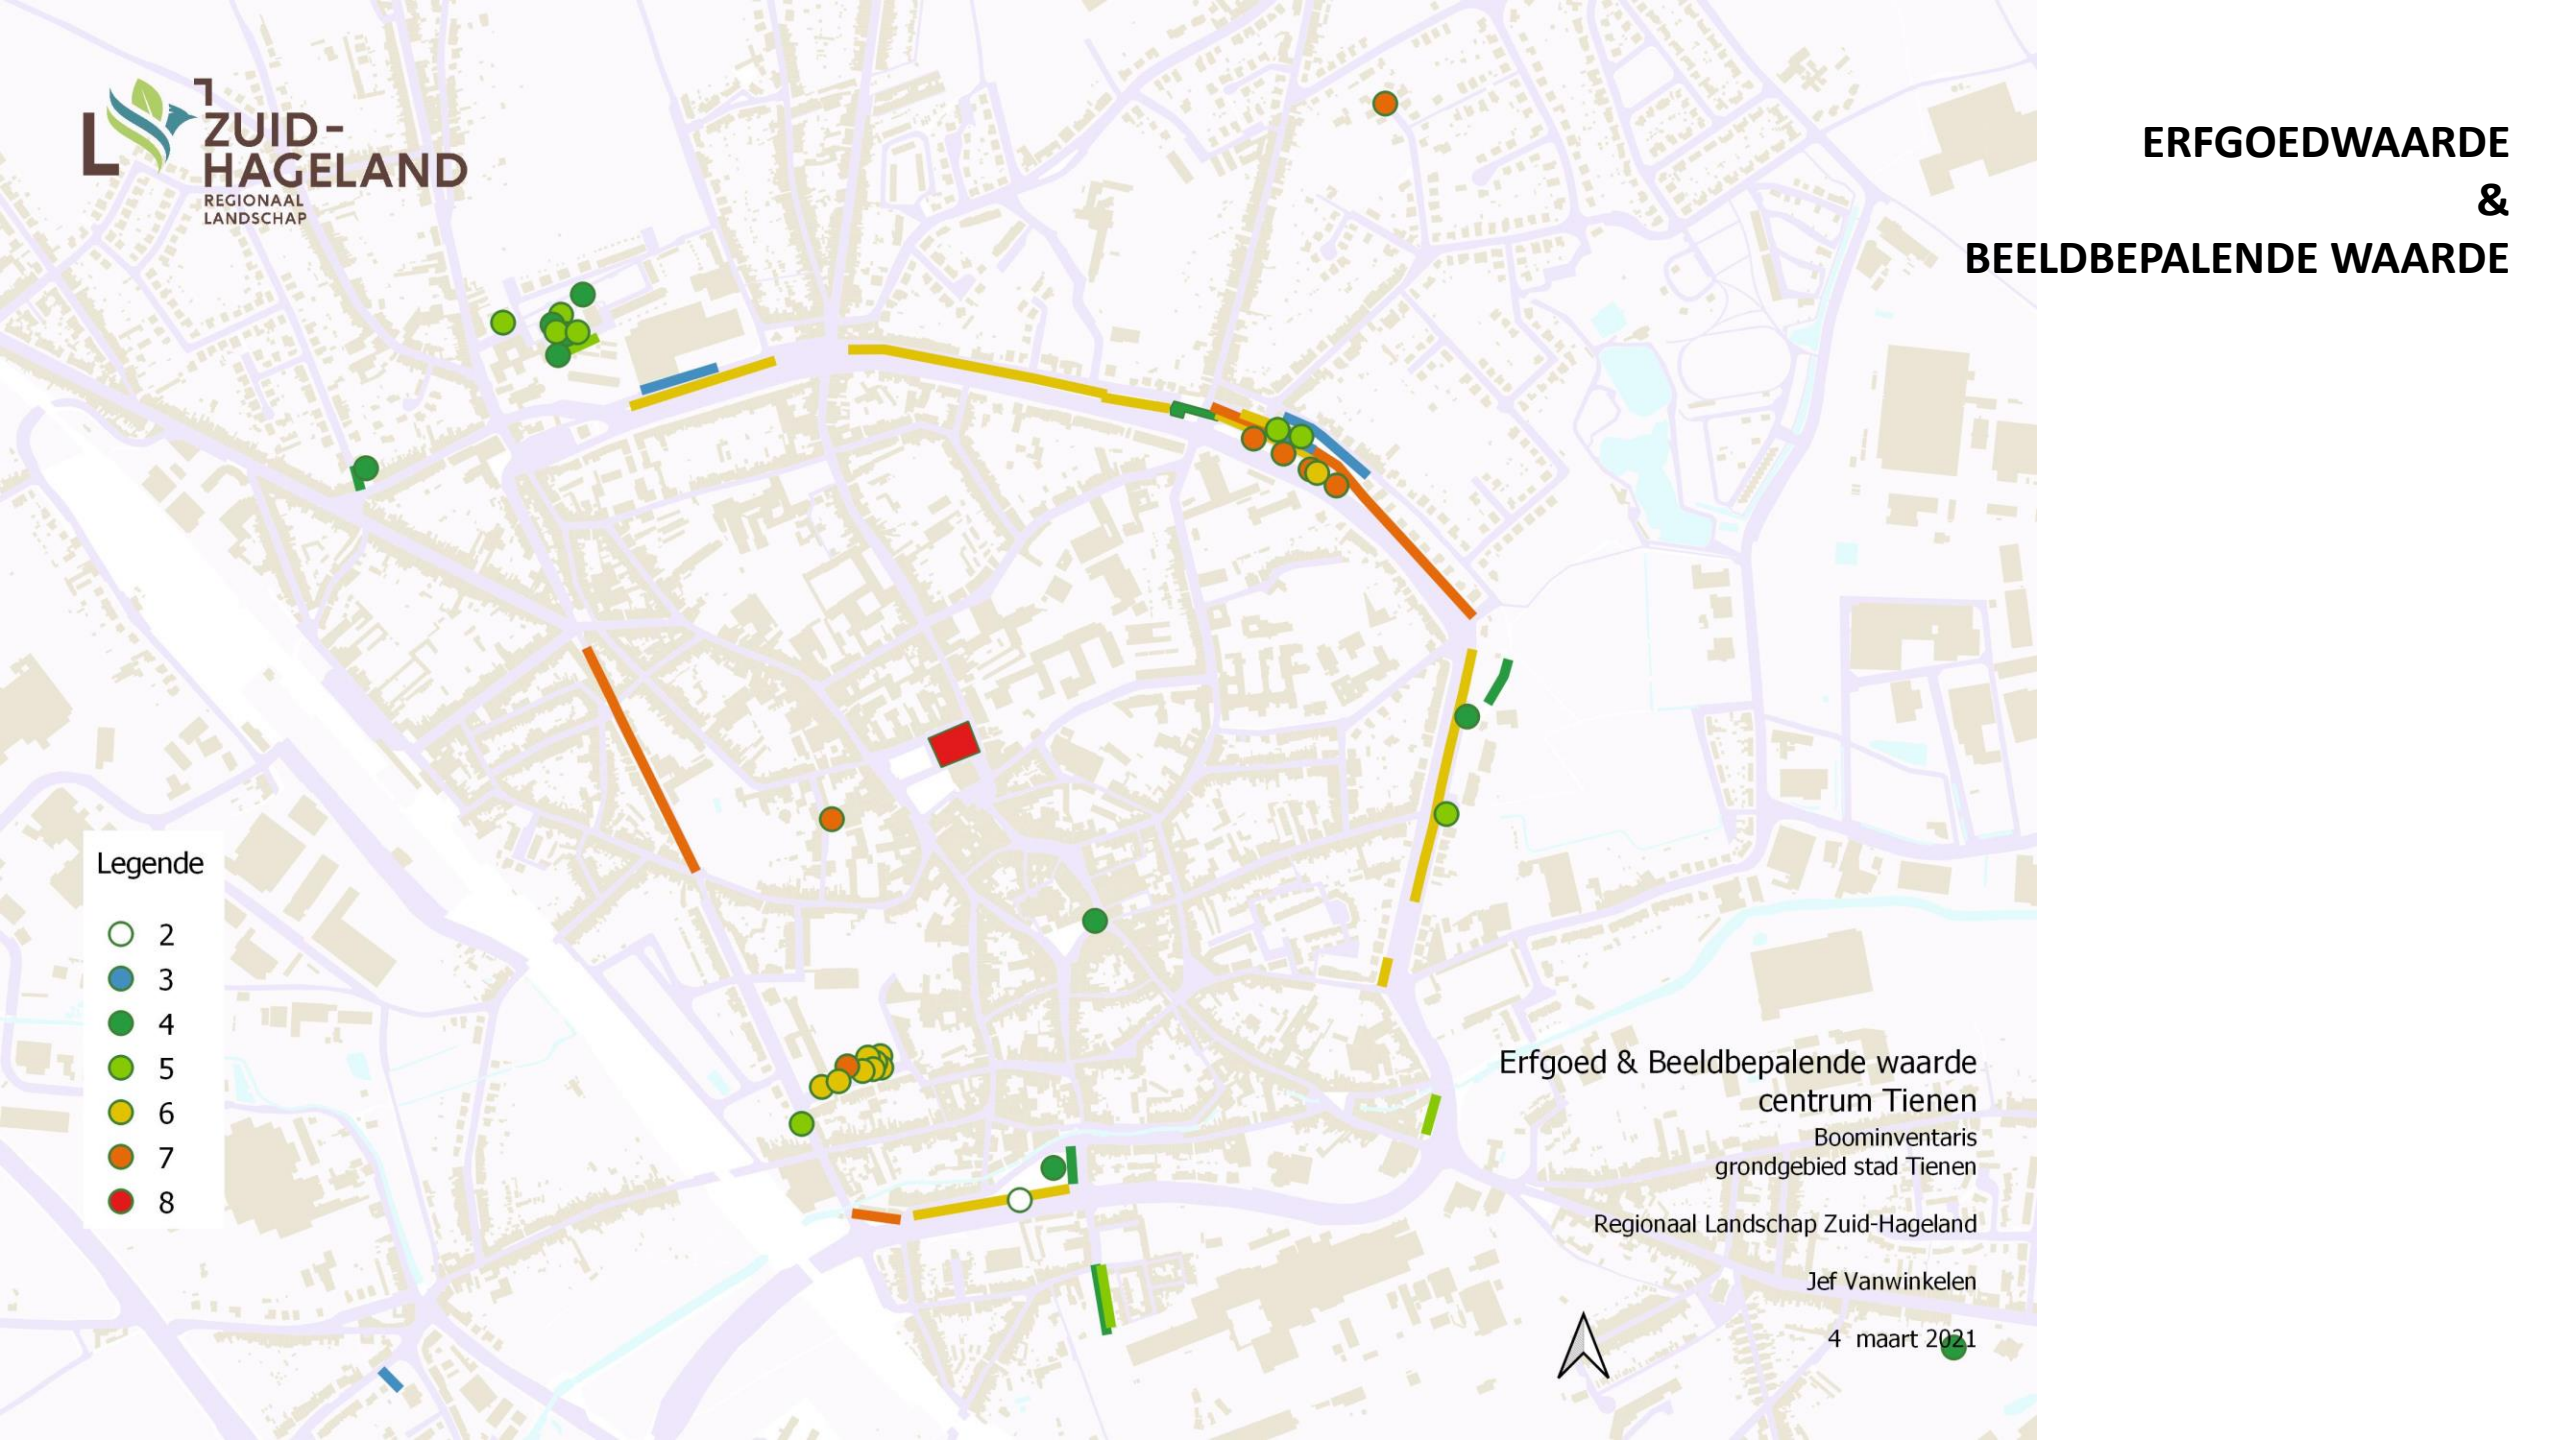 ZUID-
HAGELAND
REGIONAAL
LANDSCHAP
ERFGOEDWAARDE
&
BEELDBEPALENDE WAARDE
Legende
2
3
4
5
6
7
8
Erfgoed & Beeldbepalende waarde
centrum Tienen
Boominventaris
grondgebied stad Tienen
Regionaal Landschap Zuid-Hageland
Jef Vanwinkelen
4 maart 2021